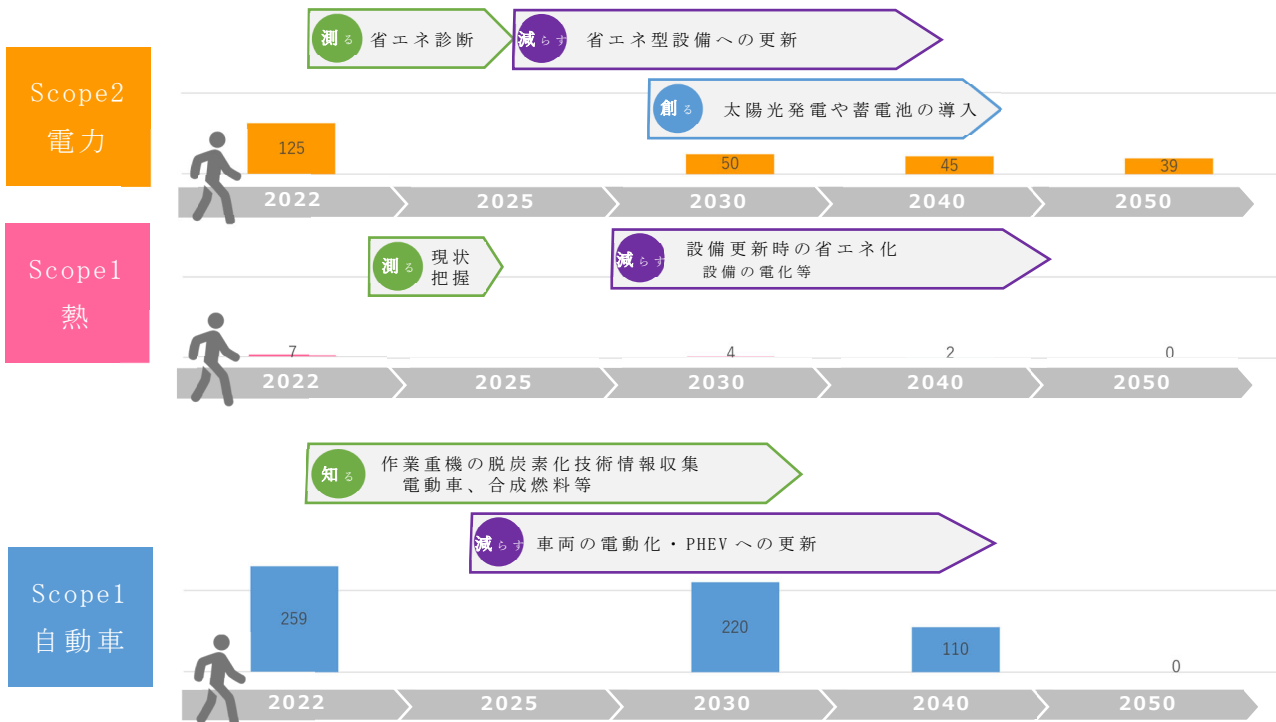 測る 省エネ診断
減らす 省エネ型設備への更新
Scope2
電力
創る 太陽光発電や蓄電池の導入
125
50
45
39
2022 2025 2030 2040 2050
Scope1
熱
測る 現状
把握
減らす 設備更新時の省エネ化
設備の電化等
7
4
2
0
2022 2025 2030 2040 2050
知る 作業重機の脱炭素化技術情報収集
電動車、合成燃料等
減らす 車両の電動化・PHEVへの更新
Scope1
自動車
259
220
110
0
2022 2025 2030 2040 2050